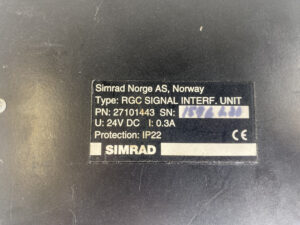 Simrad Norge AS, Norway
Type: RGC SIGNAL INTERF. UNIT
PN: 27101443 SN:
U: 24V DC I: 0.3A
Protection: IP22 CE
SIMRAD